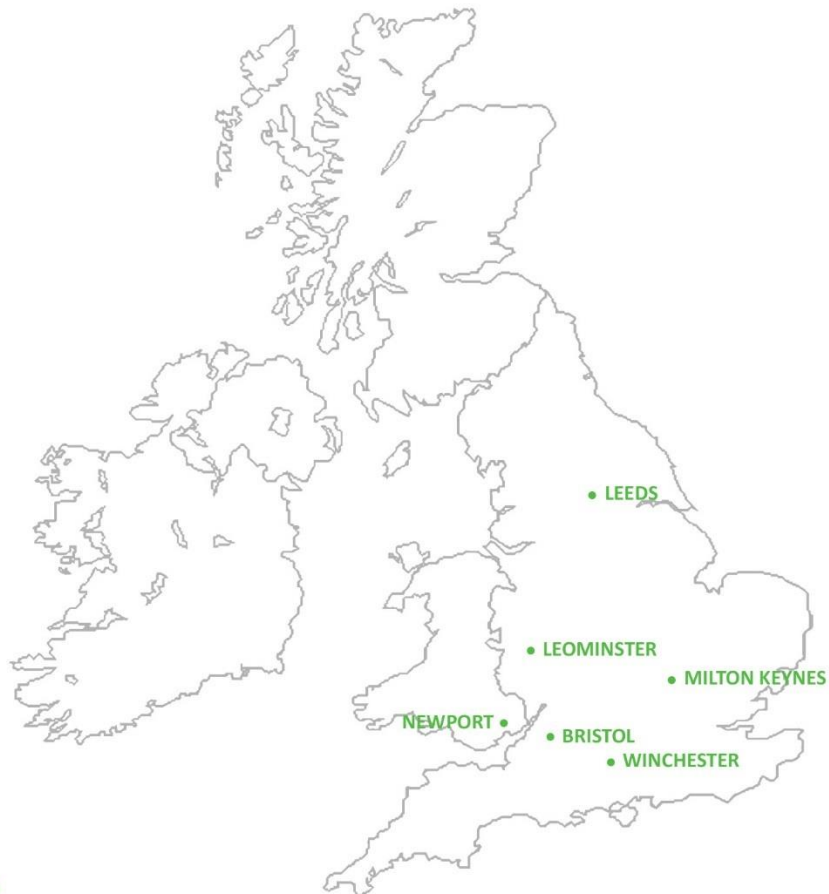 LEEDS
LEOMINSTER
MILTON KEYNES
NEWPORT
BRISTOL
WINCHESTER